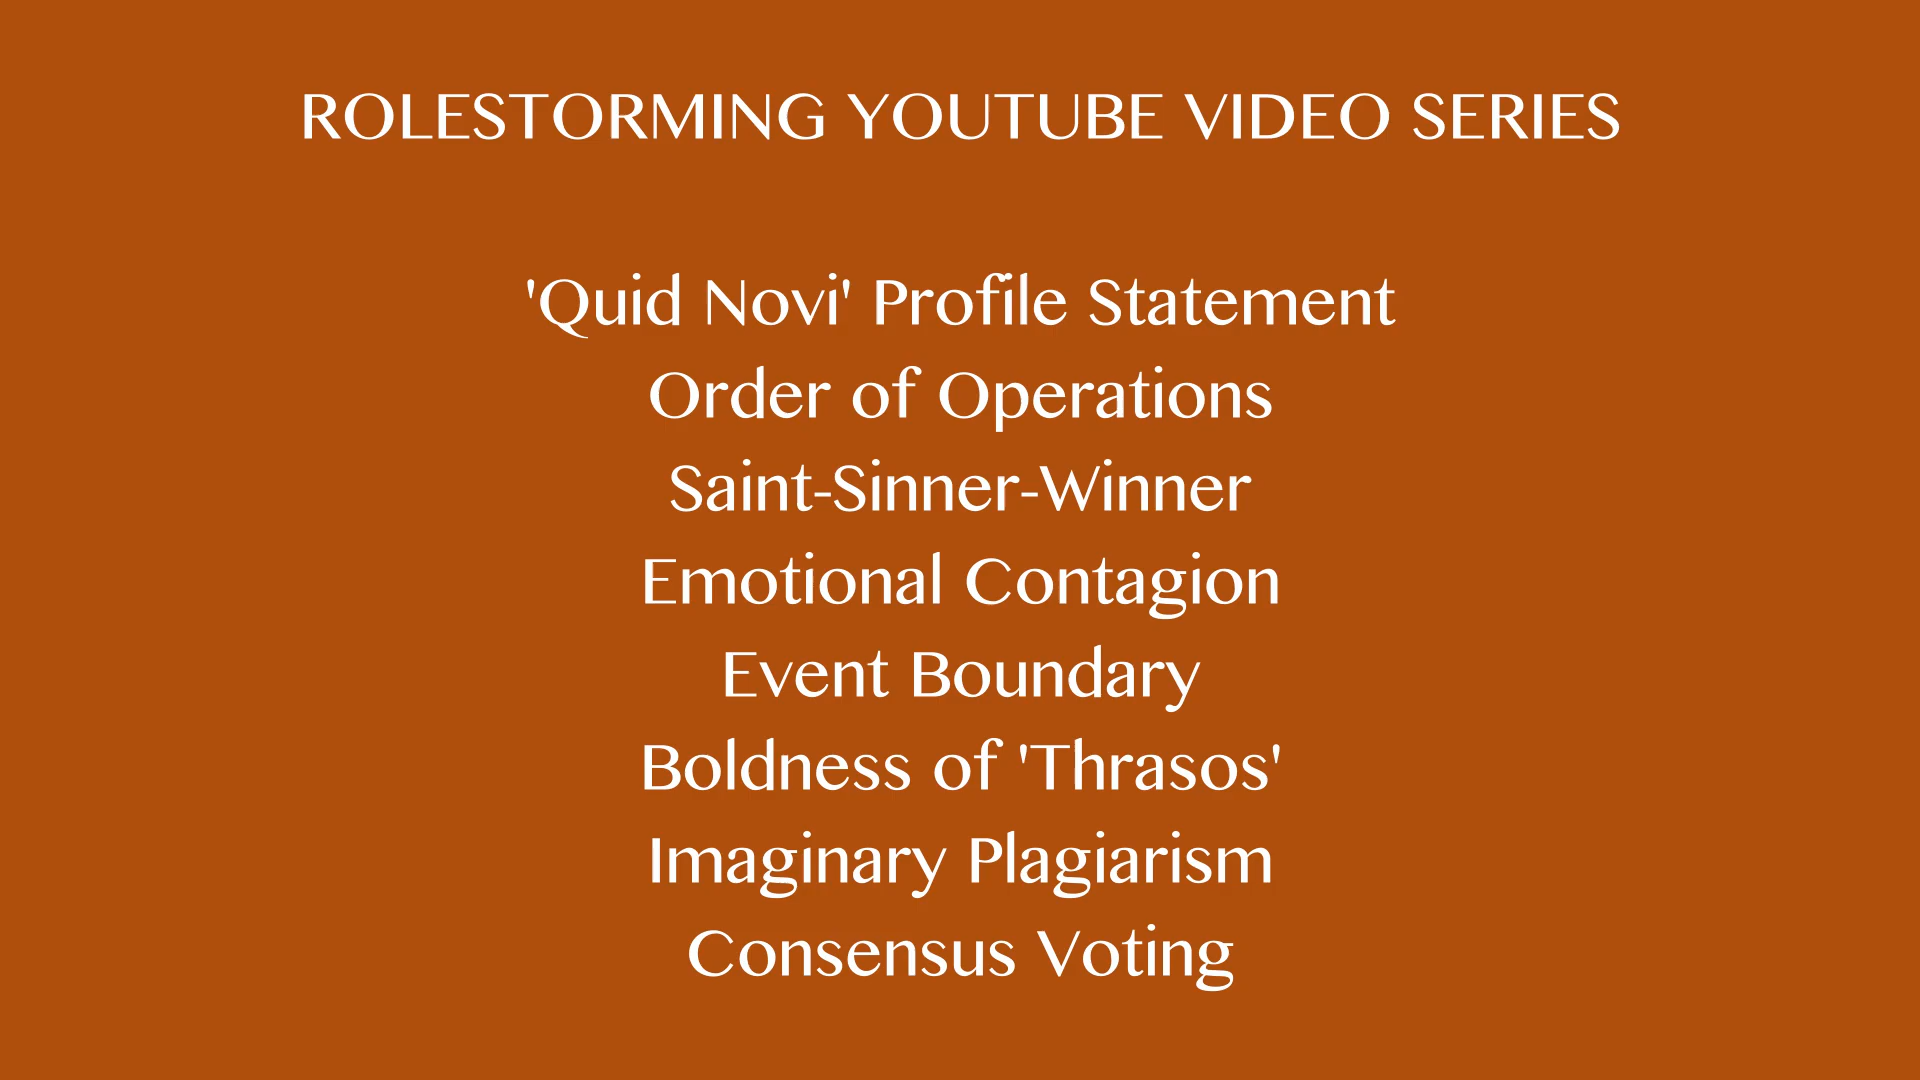 ROLESTORMING YOUTUBE VIDEO SERIES
'Quid Novi' Profile Statement
Order of Operations
Saint-Sinner-Winner
Emotional Contagion
Event Boundary
Boldness of 'Thrasos'
Imaginary Plagiarism
Consensus Voting